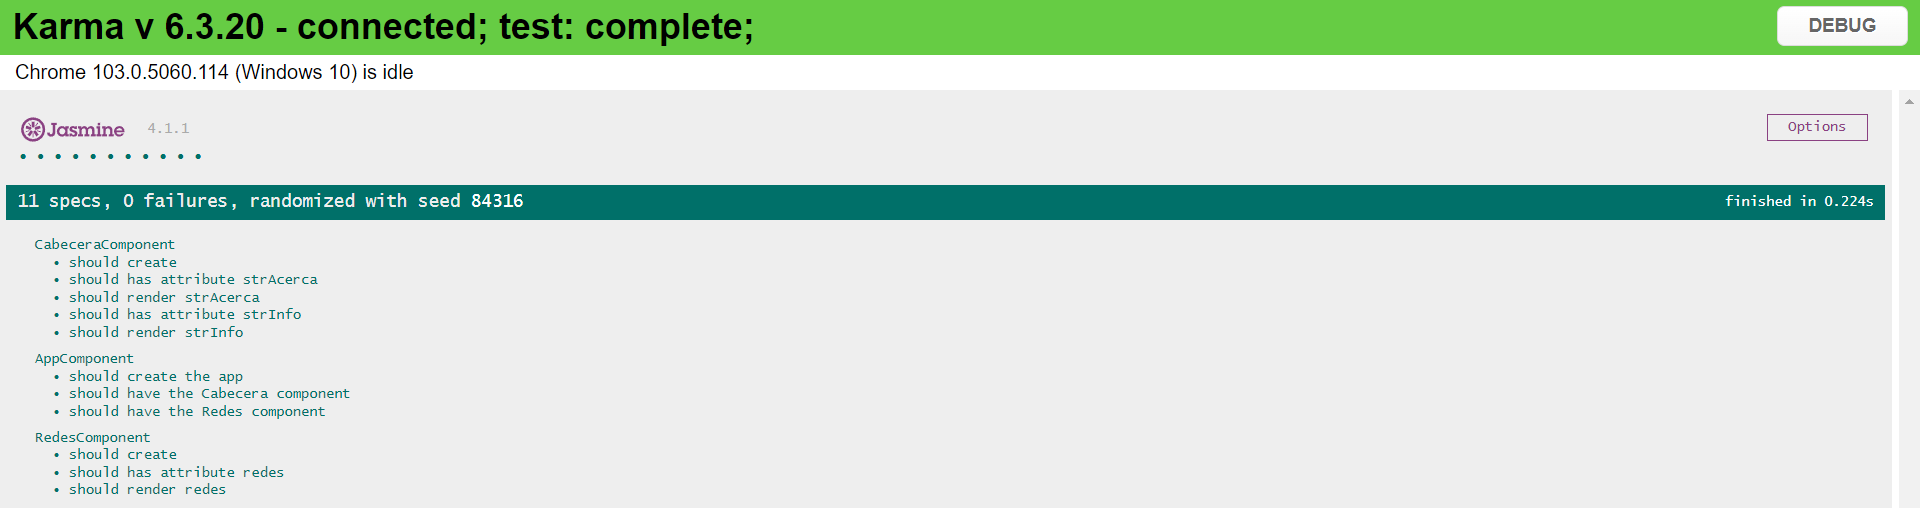 Karma v 6.3.20 - connected; test: complete;
DEBUG
Chrome 103.0.5060.114 (Windows 10) is idle
Jasmine 4.1.1
Options
11 specs, 0 failures, randomized with seed 84316
finished in 0.224s
CabeceraComponent
• should create
• should has attribute strAcerca
• should render strAcerca
• should has attribute strInfo
• should render strInfo
AppComponent
• should create the app
• should have the Cabecera component
• should have the Redes component
RedesComponent
• should create
• should has attribute redes
• should render redes